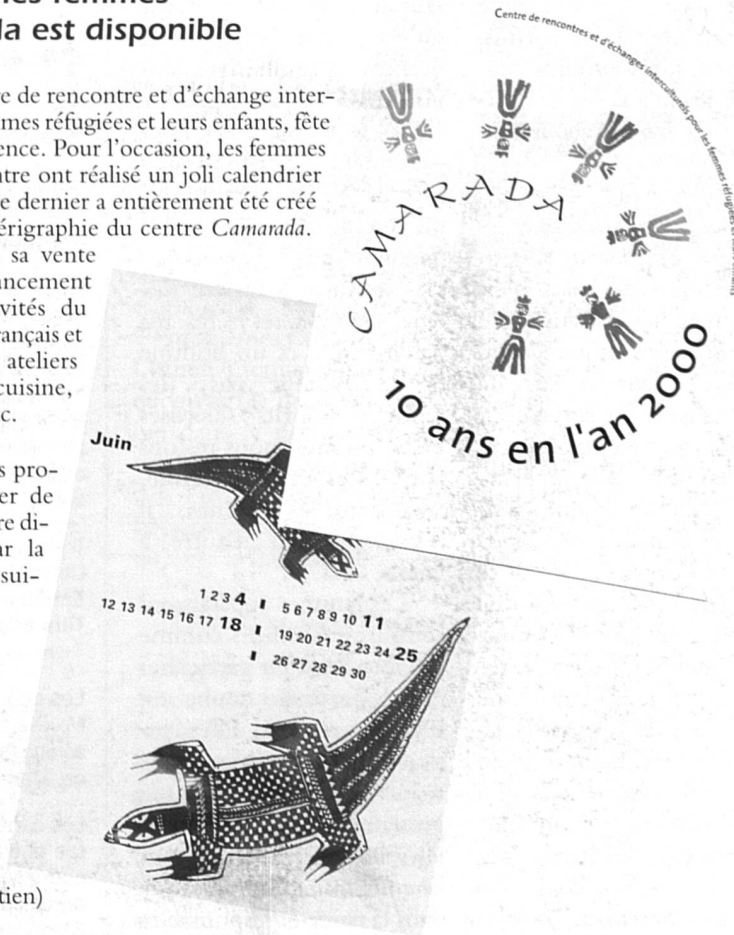 la est disponible
re de rencontre et d'échange inter-
mes réfugiées et leurs enfants, fête
ence. Pour l'occasion, les femmes
ntre ont réalisé un joli calendrier
e dernier a entièrement été créé
érigraphie du centre Camarada.
sa vente
ancement
vités du
rançais et
ateliers
cuisine,
c.
s pro-
er de
re di-
ar la
sui-
tien)
Centre de rencontres et d'échanges interculturels pour les femmes réfugiées
CAMARADA
10 ans en l'an 2000
Juin
1 2 3 4 5 6 7 8 9 10 11
12 13 14 15 16 17 18 19 20 21 22 23 24 25
26 27 28 29 30